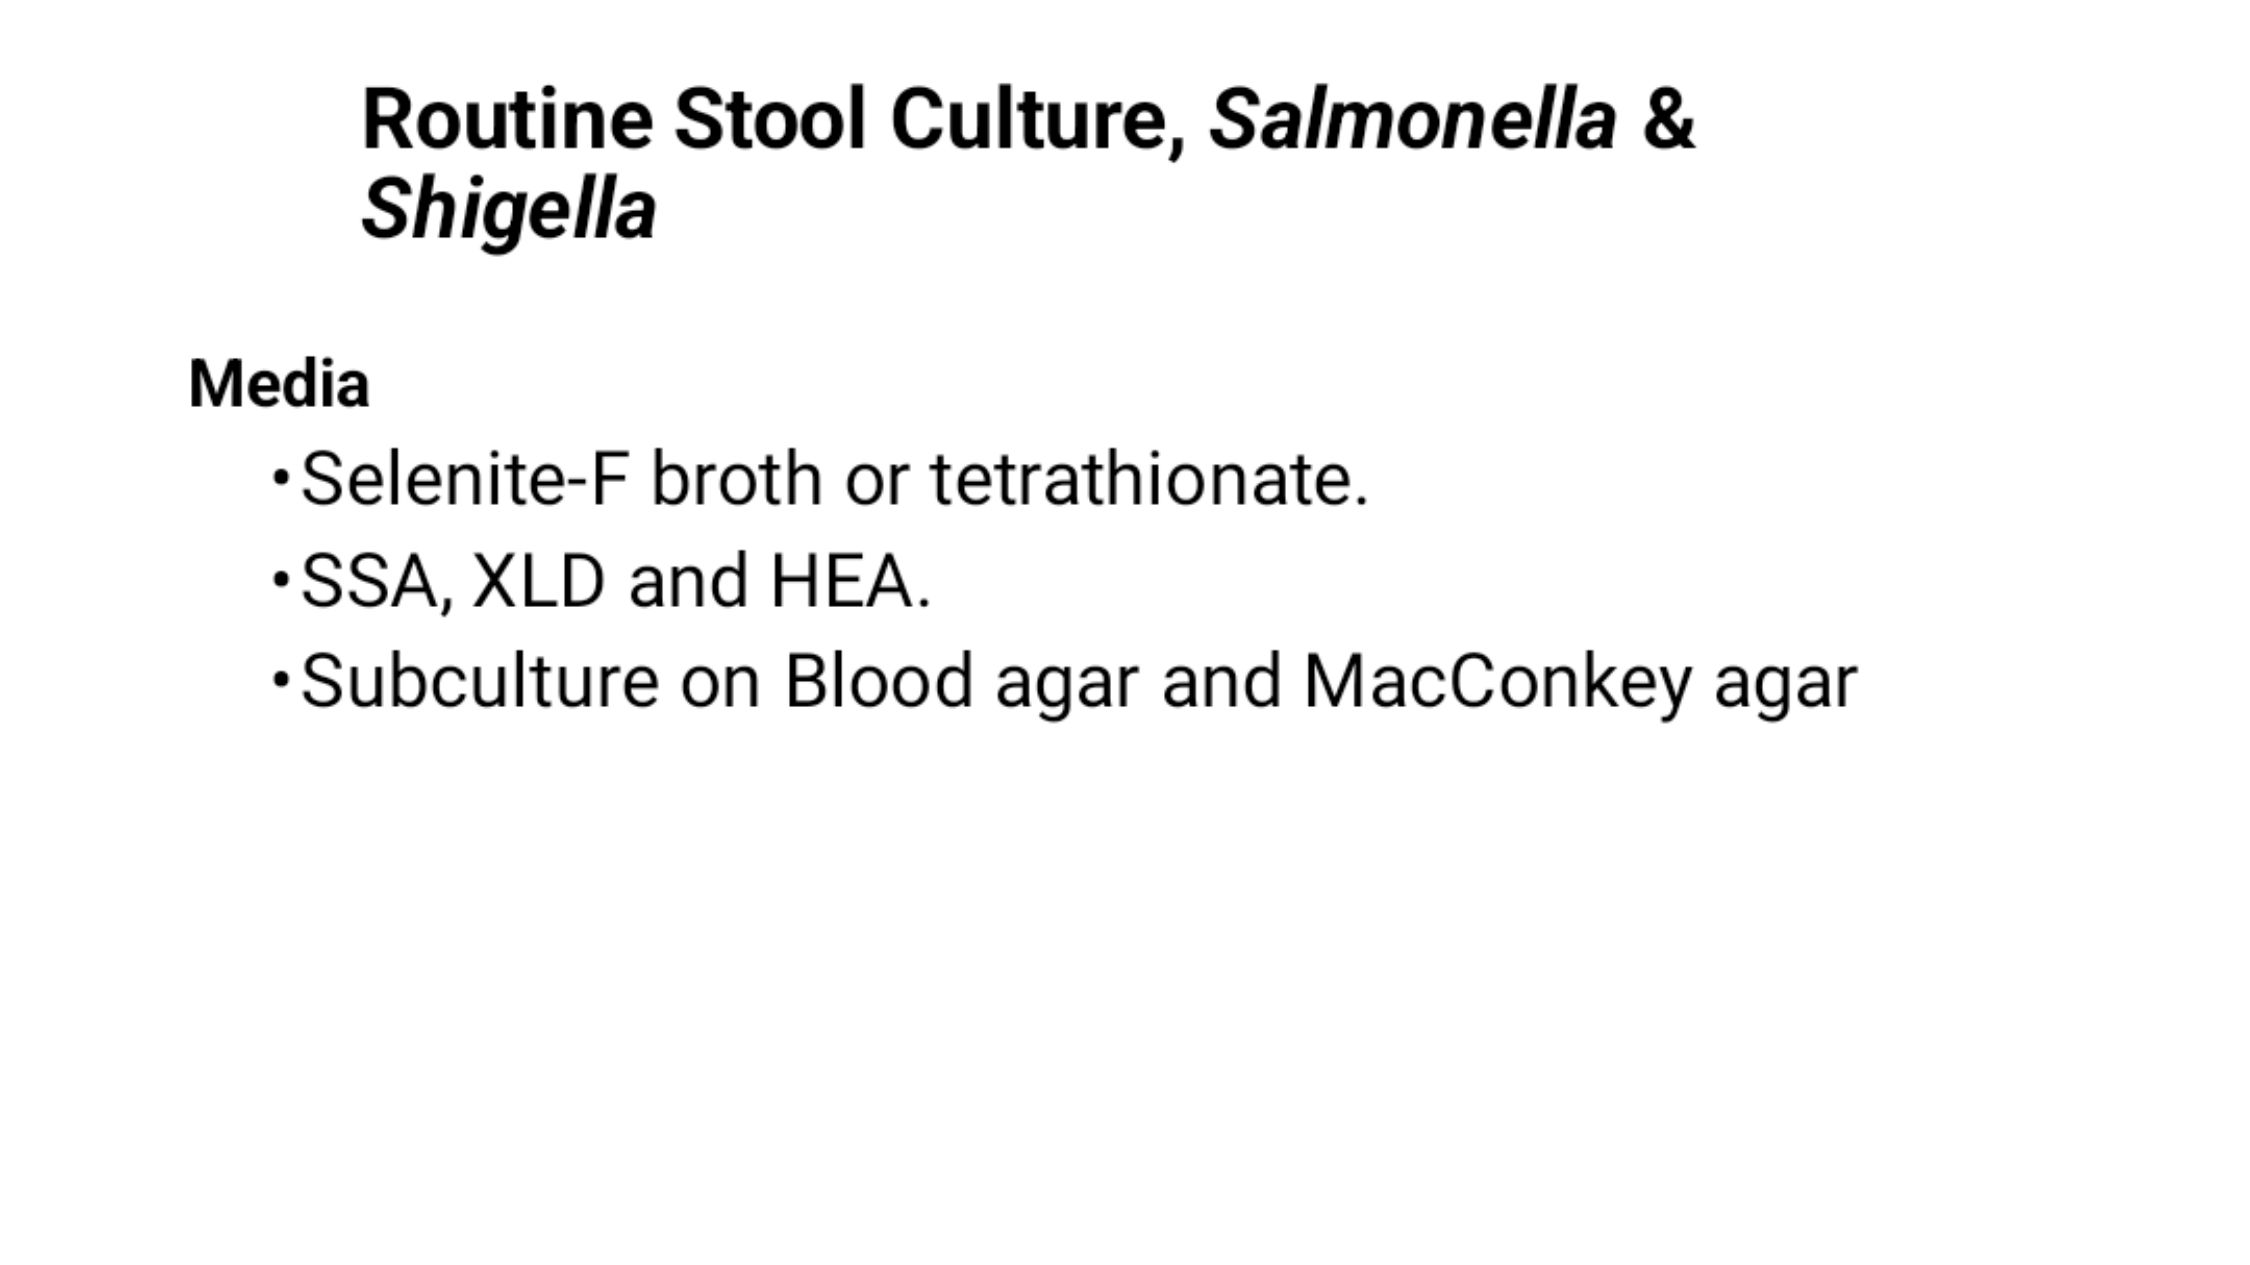 Routine Stool Culture, Salmonella &
Shigella
Media
•Selenite-F broth or tetrathionate.
•SSA, XLD and HEA.
•Subculture on Blood agar and MacConkey agar